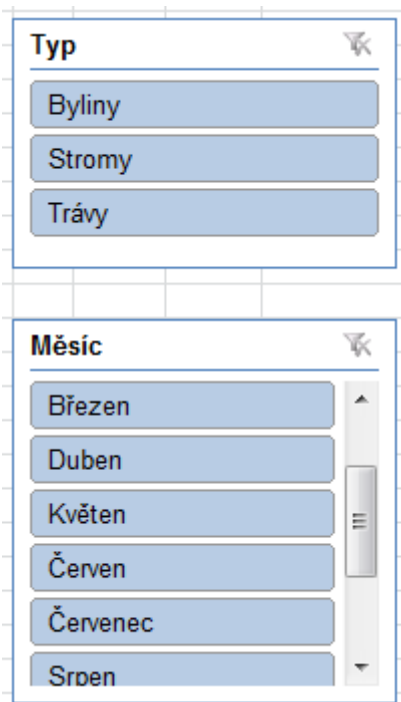 Typ
Byliny
Stromy
Trávy
Měsíc
Březen
Duben
Květen
Červen
Červenec
Srpen